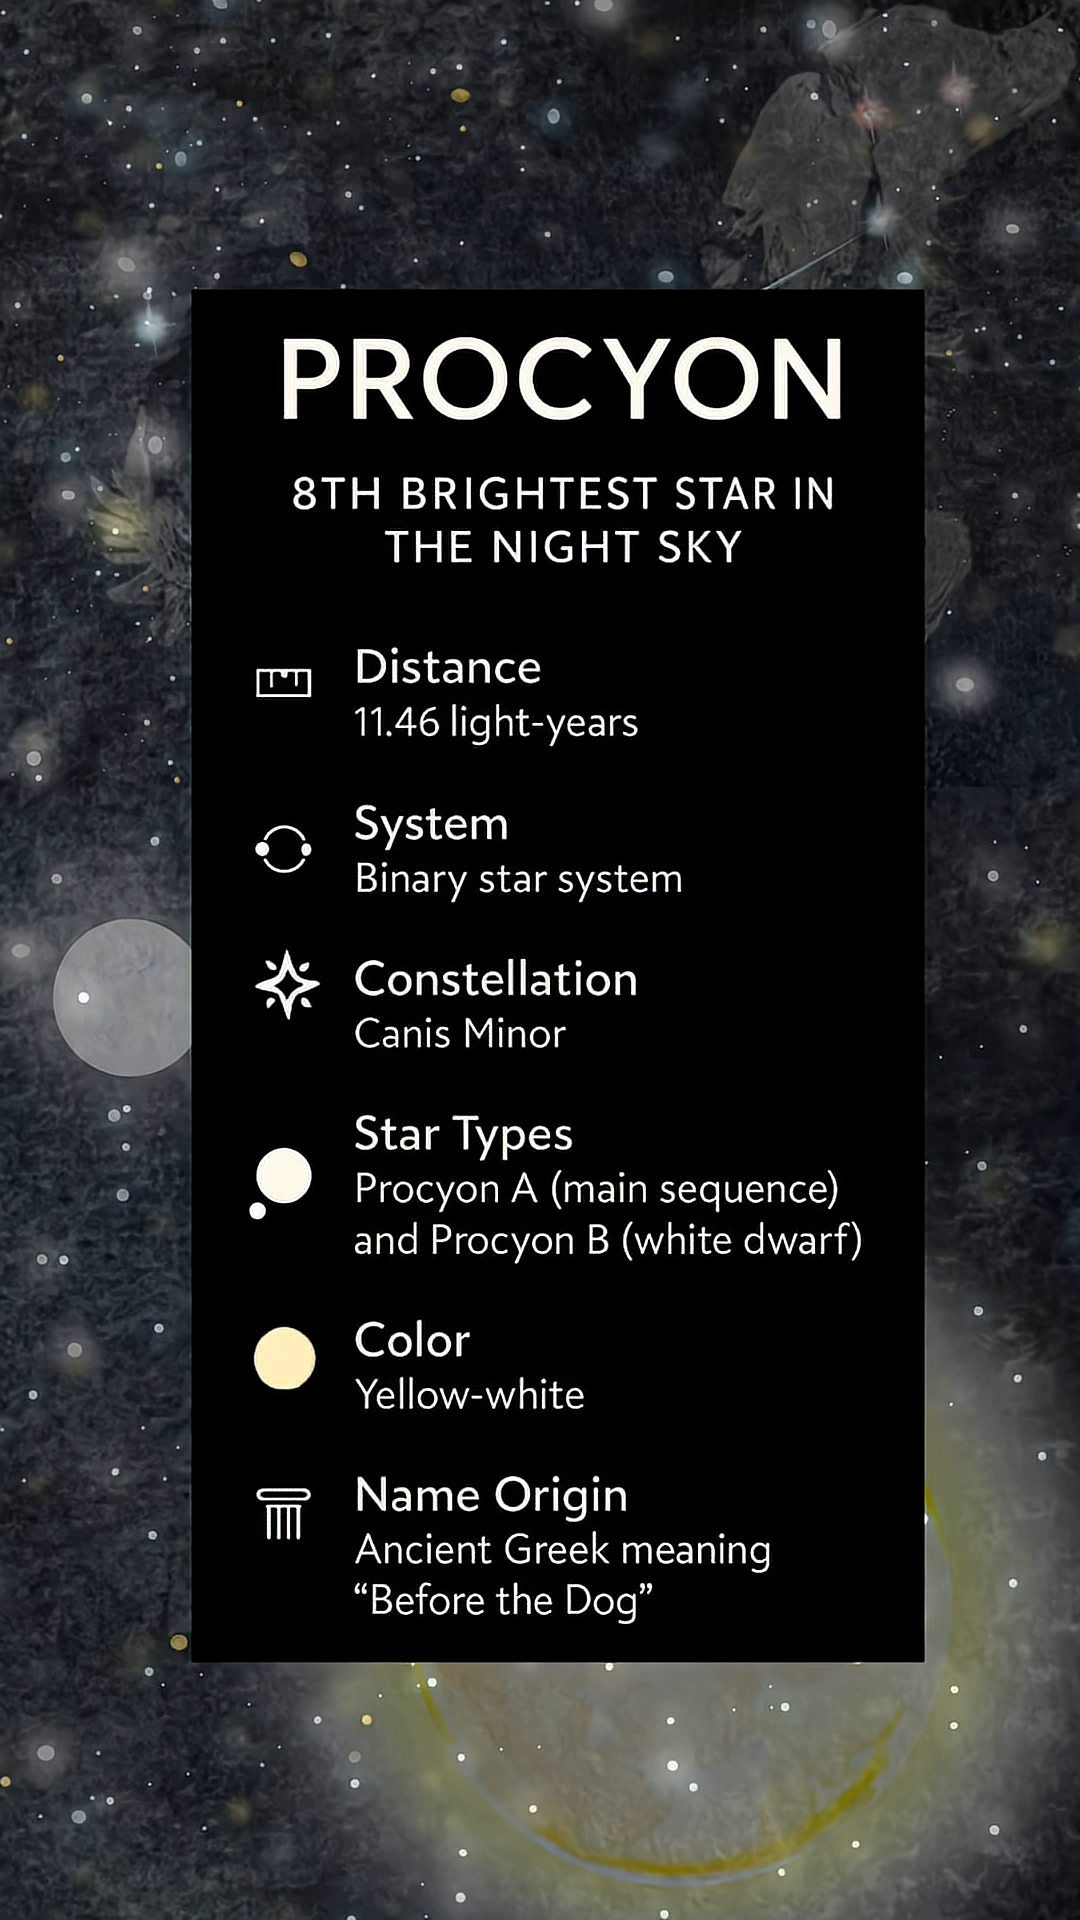 PROCYON
8TH BRIGHTEST STAR IN
THE NIGHT SKY
Distance
11.46 light-years
System
Binary star system
Constellation
Canis Minor
Star Types
Procyon A (main sequence)
and Procyon B (white dwarf)
Color
Yellow-white
Name Origin
Ancient Greek meaning
“Before the Dog”